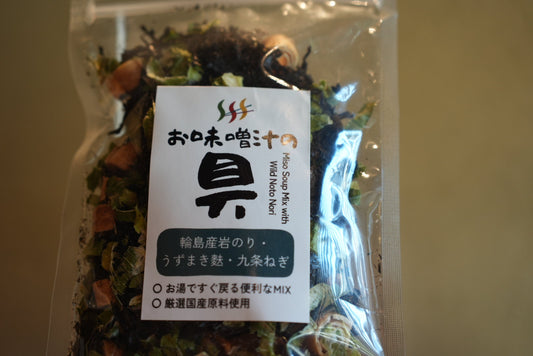 お味噌汁の
具
Miso Soup Mix with
Wild Noto Nori
輪島産岩のり・
うずまき麩・九条ねぎ
○ お湯ですぐ戻る便利なMIX
○ 厳選国産原料使用